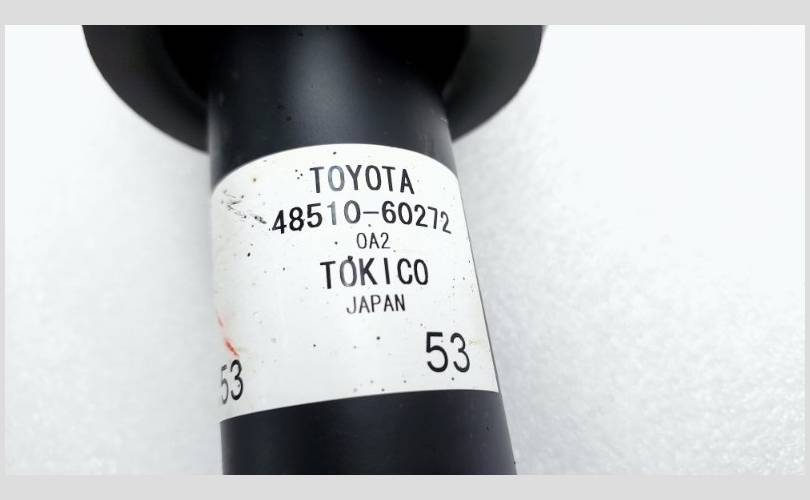 TOYOTA
48510-60272
0A2
TOKICO
JAPAN
53
53